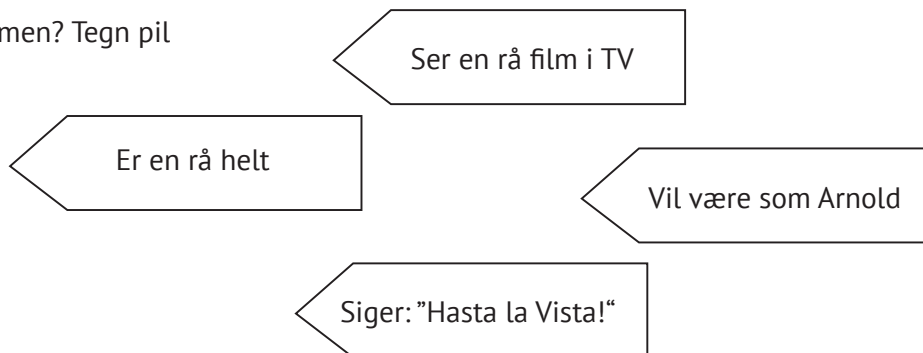 men? Tegn pil
Ser en rå film i TV
Er en rå helt
Vil være som Arnold
Siger: ”Hasta la Vista!“